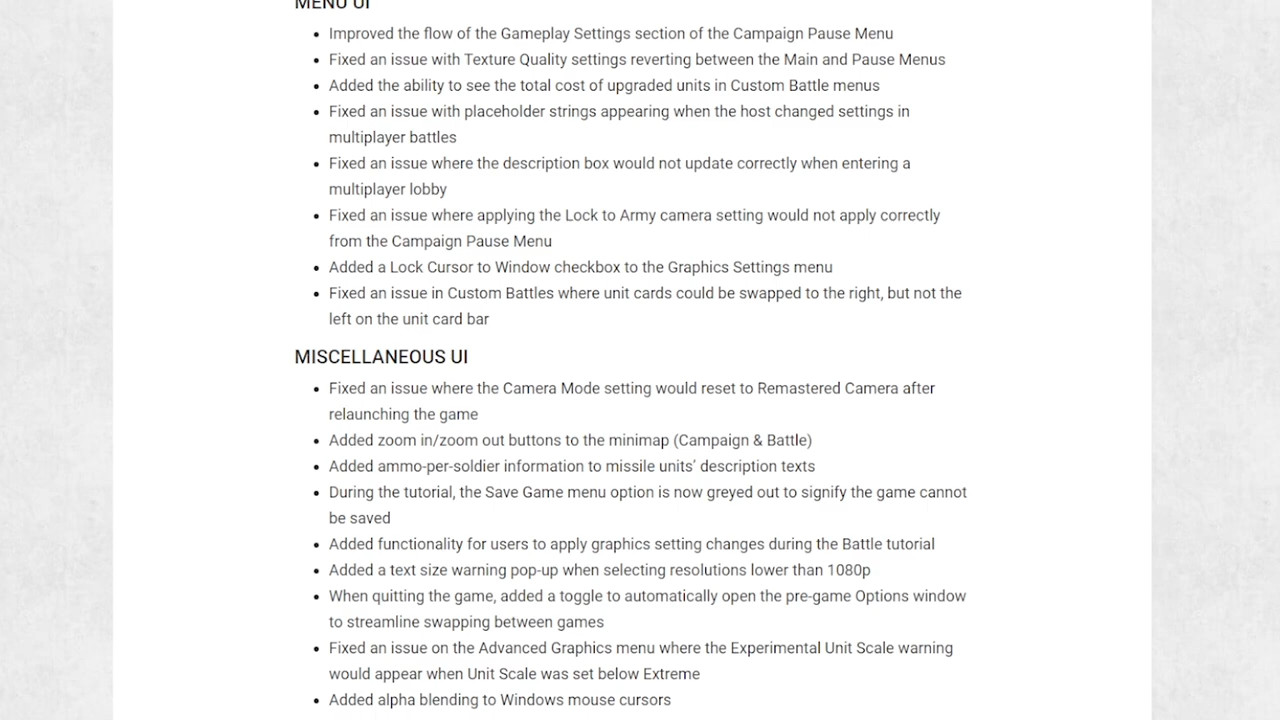 MENU UI
• Improved the flow of the Gameplay Settings section of the Campaign Pause Menu
• Fixed an issue with Texture Quality settings reverting between the Main and Pause Menus
• Added the ability to see the total cost of upgraded units in Custom Battle menus
• Fixed an issue with placeholder strings appearing when the host changed settings in
multiplayer battles
• Fixed an issue where the description box would not update correctly when entering a
multiplayer lobby
• Fixed an issue where applying the Lock to Army camera setting would not apply correctly
from the Campaign Pause Menu
• Added a Lock Cursor to Window checkbox to the Graphics Settings menu
• Fixed an issue in Custom Battles where unit cards could be swapped to the right, but not the
left on the unit card bar
MISCELLANEOUS UI
• Fixed an issue where the Camera Mode setting would reset to Remastered Camera after
relaunching the game
• Added zoom in/zoom out buttons to the minimap (Campaign & Battle)
• Added ammo-per-soldier information to missile units’ description texts
• During the tutorial, the Save Game menu option is now greyed out to signify the game cannot
be saved
• Added functionality for users to apply graphics setting changes during the Battle tutorial
• Added a text size warning pop-up when selecting resolutions lower than 1080p
• When quitting the game, added a toggle to automatically open the pre-game Options window
to streamline swapping between games
• Fixed an issue on the Advanced Graphics menu where the Experimental Unit Scale warning
would appear when Unit Scale was set below Extreme
• Added alpha blending to Windows mouse cursors